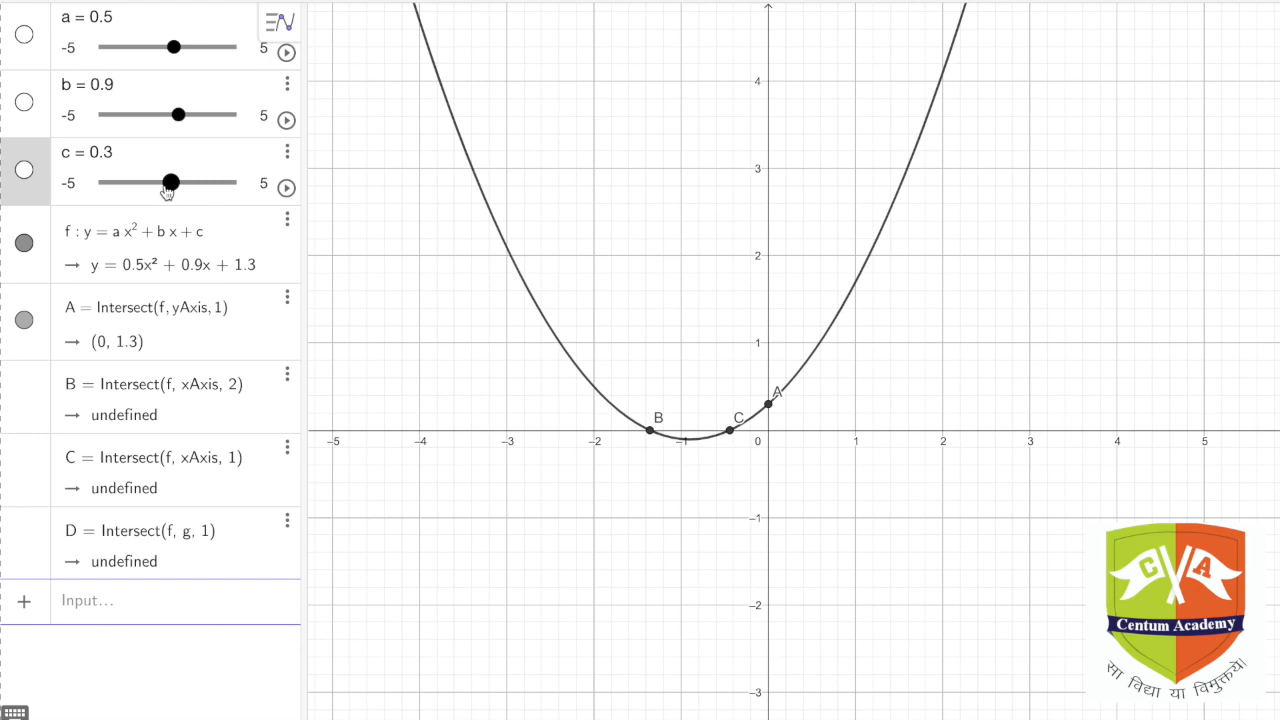 a = 0.5
-5 5
b = 0.9
-5 5
c = 0.3
-5 5
f : y = a x² + b x + c
→ y = 0.5x² + 0.9x + 1.3
A = Intersect(f, yAxis, 1)
→ (0, 1.3)
B = Intersect(f, xAxis, 2)
→ undefined
C = Intersect(f, xAxis, 1)
→ undefined
D = Intersect(f, g, 1)
→ undefined
+ Input…
4
3
2
1
A
B C
–5 –4 –3 –2 –1 0 1 2 3 4 5
–1
–2
–3
C A
Centum Academy
सा विद्या या विमुक्तये।